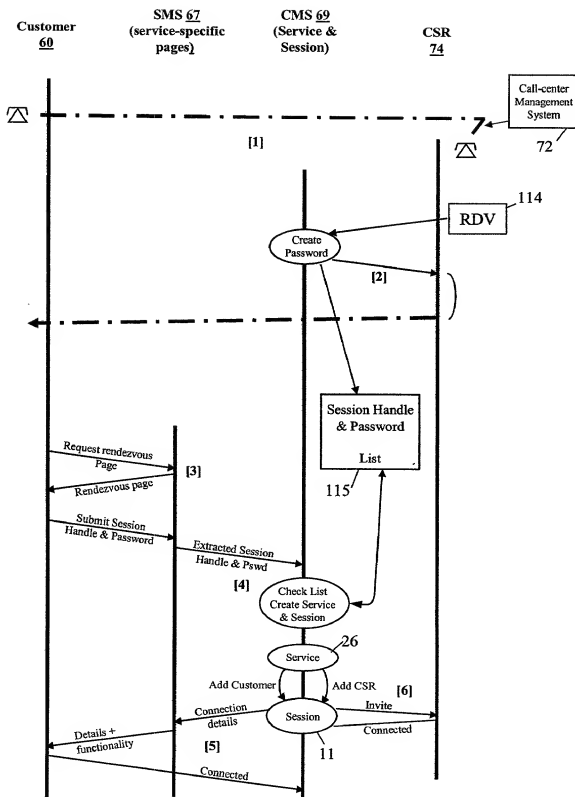 Customer
60
SMS 67
(service-specific
pages)
CMS 69
(Service &
Session)
CSR
74
Call-center
Management
System
72
[1]
114
RDV
Create
Password
[2]
Session Handle
& Password
List
115
Request rendezvous
Page
Rendezvous page
[3]
Submit Session
Handle & Password
Extracted Session
Handle & Pswd
[4]
Check List
Create Service
& Session
Service
26
Add Customer
Add CSR
[6]
Connection
details
Session
Invite
Connected
11
Details +
functionality
[5]
Connected